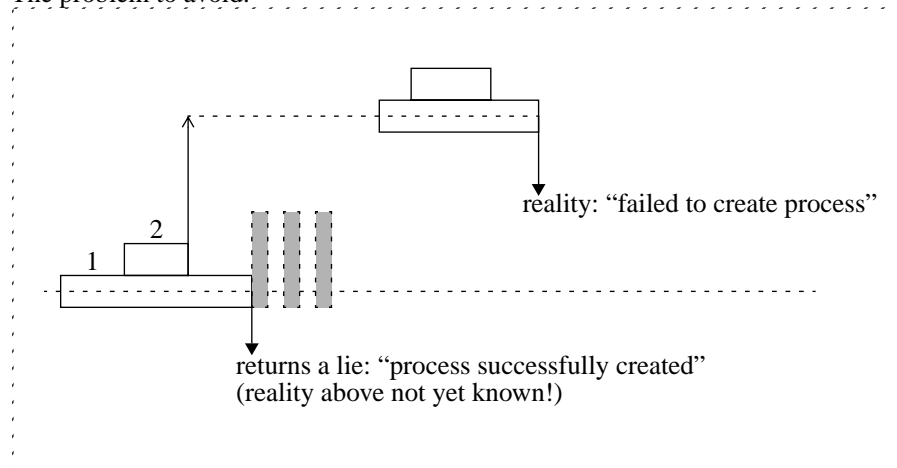 The problem to avoid:
reality: “failed to create process”
2
1
returns a lie: “process successfully created”
(reality above not yet known!)